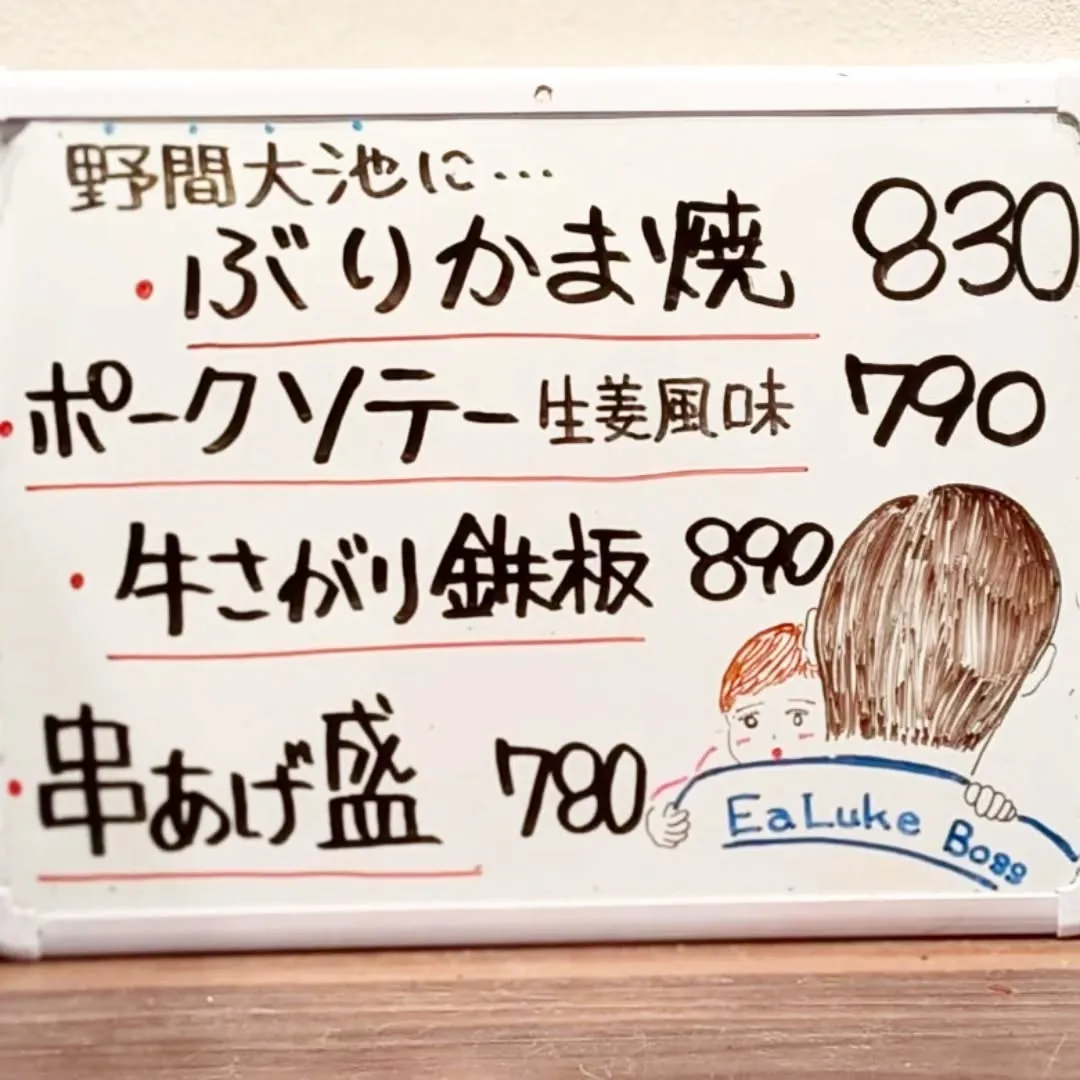 野間大池に…
・ぶりかま焼 830
・ポークソテー生姜風味 790
・牛さがり鉄板 890
・串あげ盛 780
EaLuke Boss